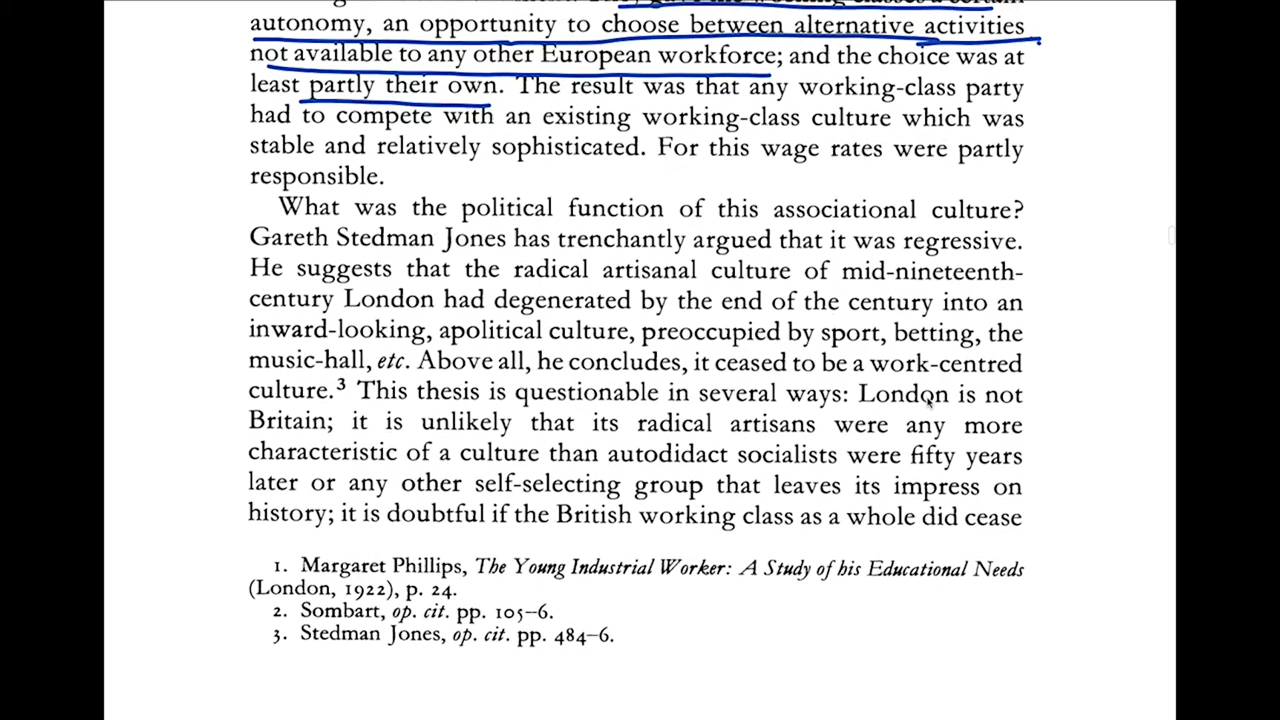 autonomy, an opportunity to choose between alternative activities
not available to any other European workforce; and the choice was at
least partly their own. The result was that any working-class party
had to compete with an existing working-class culture which was
stable and relatively sophisticated. For this wage rates were partly
responsible.
What was the political function of this associational culture?
Gareth Stedman Jones has trenchantly argued that it was regressive.
He suggests that the radical artisanal culture of mid-nineteenth-
century London had degenerated by the end of the century into an
inward-looking, apolitical culture, preoccupied by sport, betting, the
music-hall, etc. Above all, he concludes, it ceased to be a work-centred
culture.³ This thesis is questionable in several ways: London is not
Britain; it is unlikely that its radical artisans were any more
characteristic of a culture than autodidact socialists were fifty years
later or any other self-selecting group that leaves its impress on
history; it is doubtful if the British working class as a whole did cease
1. Margaret Phillips, The Young Industrial Worker: A Study of his Educational Needs
(London, 1922), p. 24.
2. Sombart, op. cit. pp. 105–6.
3. Stedman Jones, op. cit. pp. 484–6.